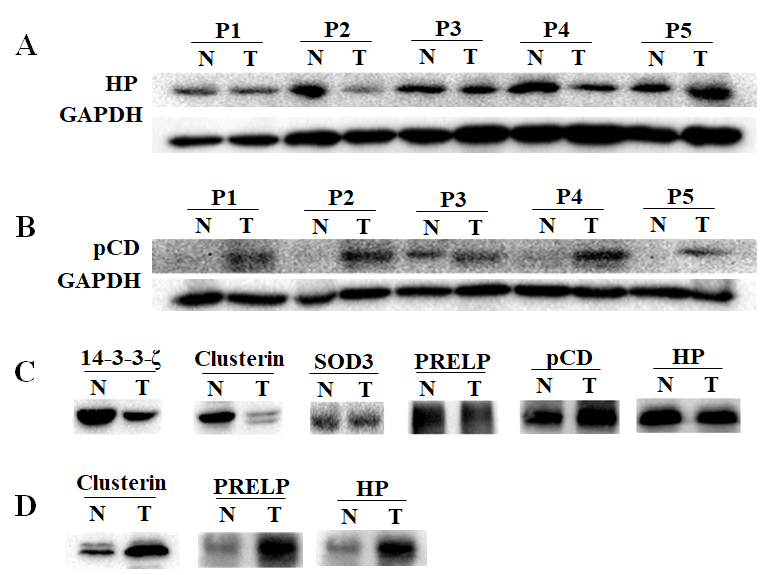 A
P1 P2 P3 P4 P5
N T N T N T N T N T
HP
GAPDH
B
P1 P2 P3 P4 P5
N T N T N T N T N T
pCD
GAPDH
C
14-3-3-ζ Clusterin SOD3 PRELP pCD HP
N T N T N T N T N T N T
D
Clusterin PRELP HP
N T N T N T